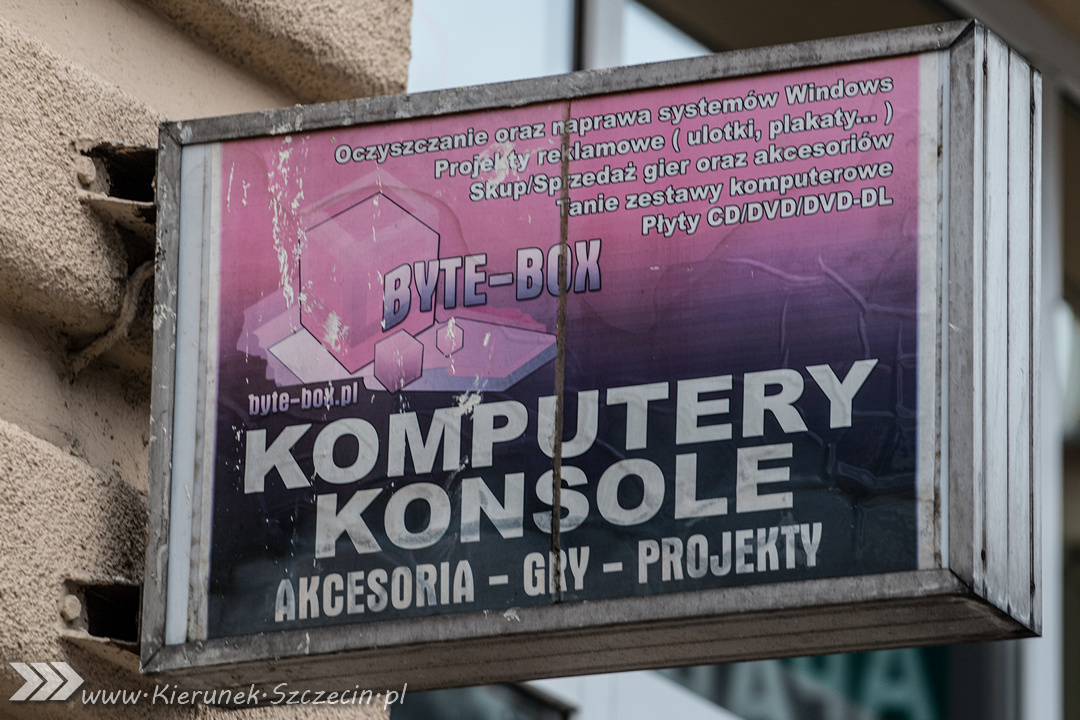 Oczyszczanie oraz naprawa systemów Windows
Projekty reklamowe ( ulotki, plakaty... )
Skup/Sprzedaż gier oraz akcesoriów
Tanie zestawy komputerowe
Płyty CD/DVD/DVD-DL
BYTE-BOX
byte-box.pl
KOMPUTERY
KONSOLE
AKCESORIA - GRY - PROJEKTY
www.Kierunek.Szczecin.pl